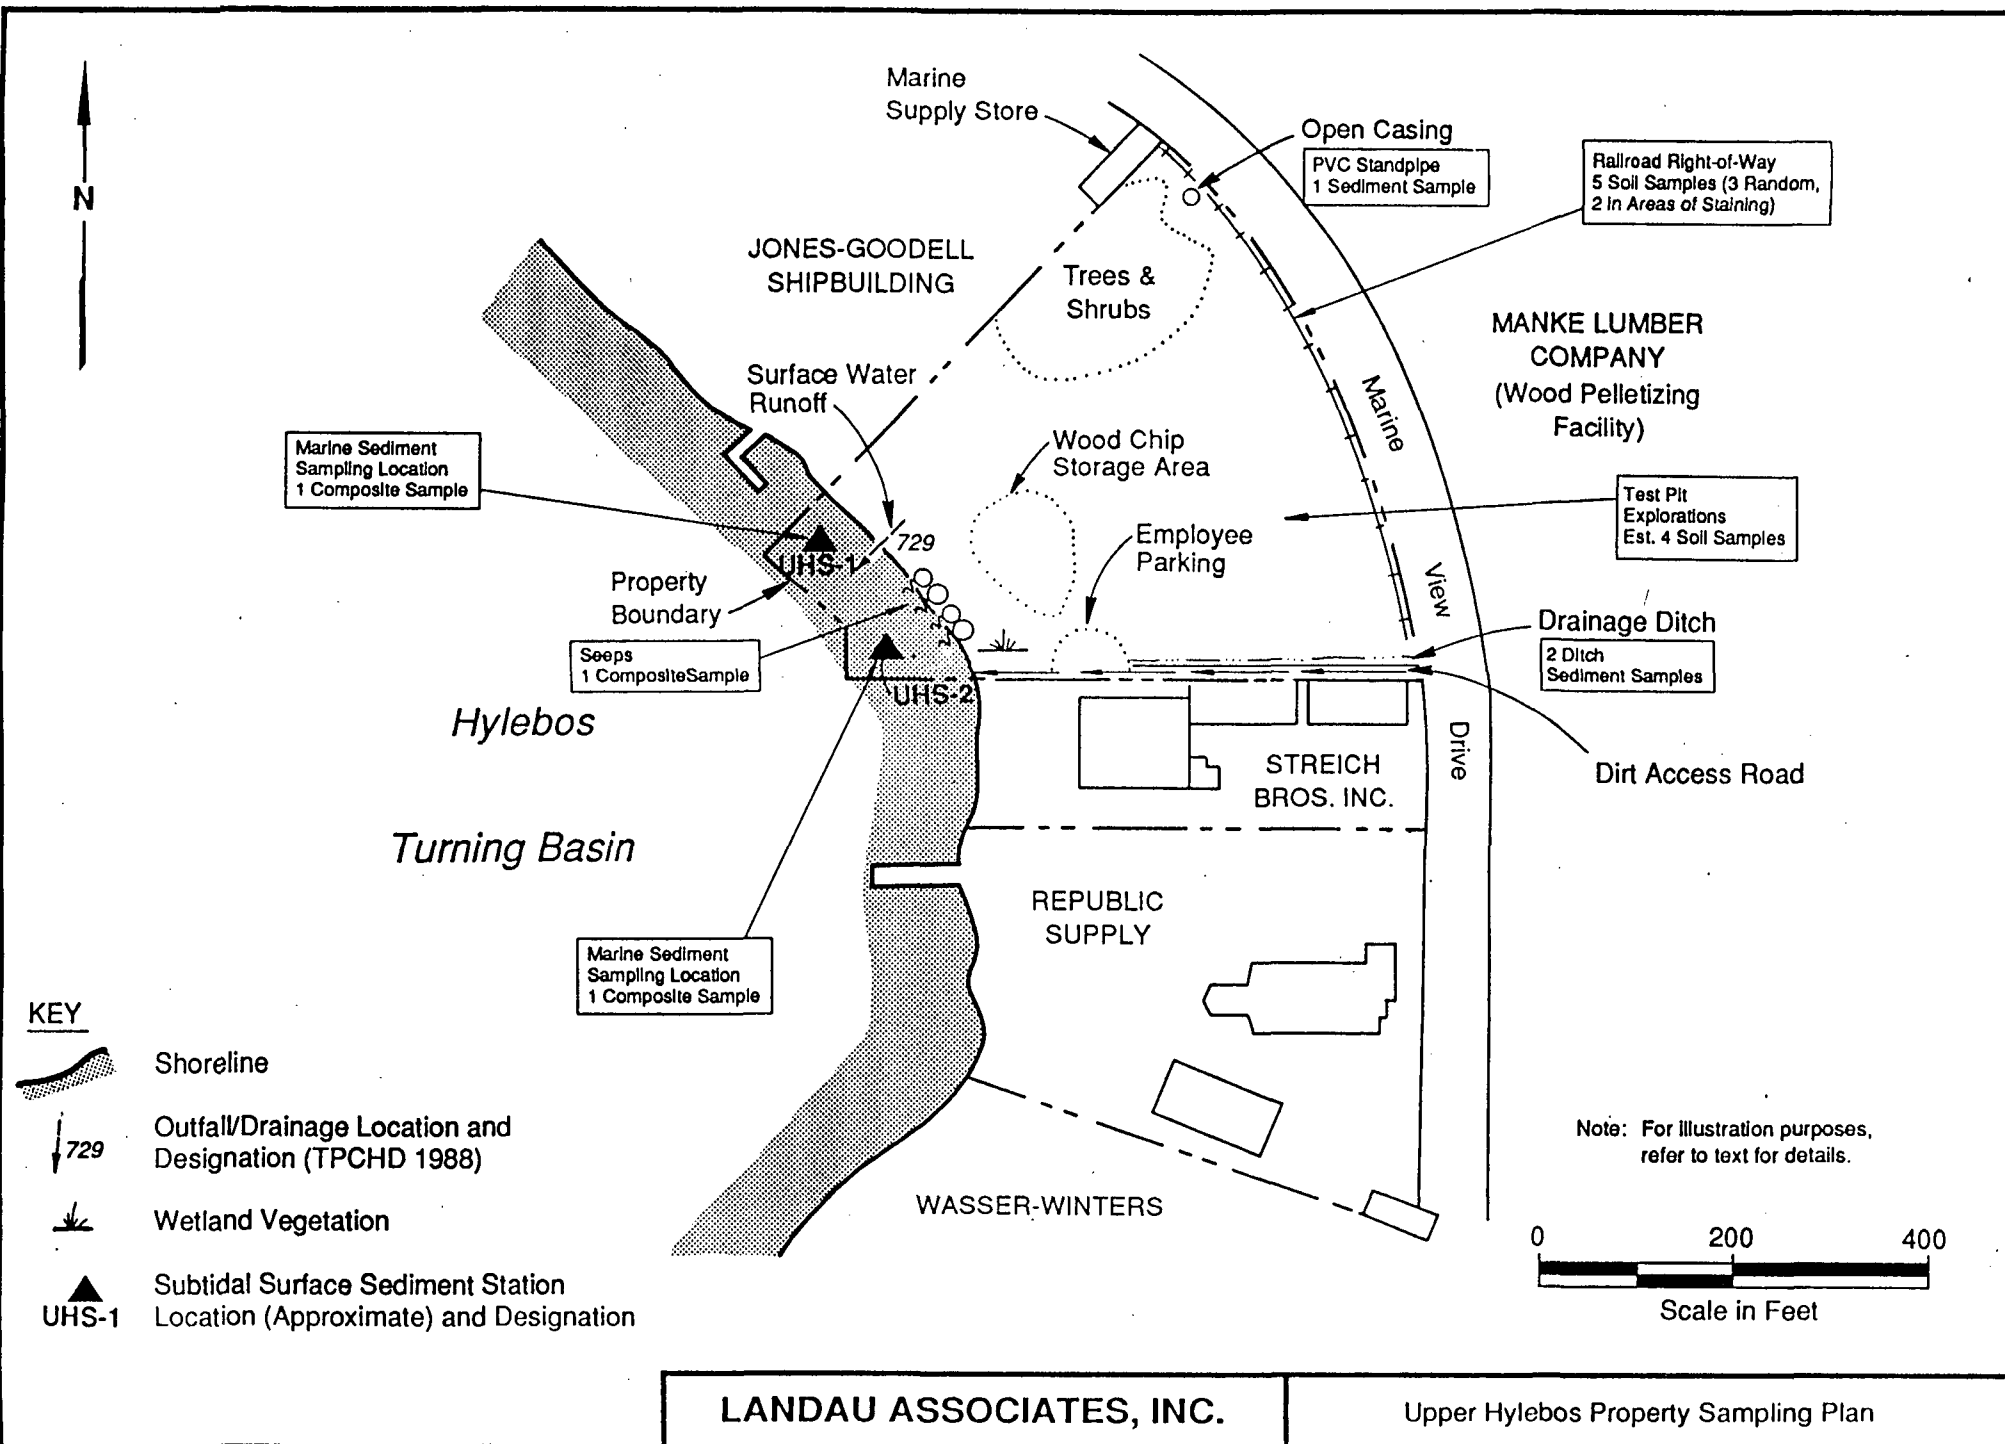 Marine
Supply Store
Open Casing
PVC Standpipe
1 Sediment Sample
Railroad Right-of-Way
5 Soil Samples (3 Random,
2 in Areas of Staining)
N
JONES-GOODELL
SHIPBUILDING
Trees &
Shrubs
MANKE LUMBER
COMPANY
(Wood Pelletizing
Facility)
Surface Water
Runoff
Marine
View
Drive
Marine Sediment
Sampling Location
1 Composite Sample
Wood Chip
Storage Area
Test Pit
Explorations
Est. 4 Soil Samples
729
Employee
Parking
UHS-1
Property
Boundary
Drainage Ditch
2 Ditch
Sediment Samples
Seeps
1 CompositeSample
UHS-2
Hylebos
Turning Basin
STREICH
BROS. INC.
Dirt Access Road
REPUBLIC
SUPPLY
Marine Sediment
Sampling Location
1 Composite Sample
KEY
Shoreline
729
Outfall/Drainage Location and
Designation (TPCHD 1988)
Wetland Vegetation
UHS-1
Subtidal Surface Sediment Station
Location (Approximate) and Designation
WASSER-WINTERS
Note: For illustration purposes,
refer to text for details.
0 200 400
Scale in Feet
LANDAU ASSOCIATES, INC.
Upper Hylebos Property Sampling Plan